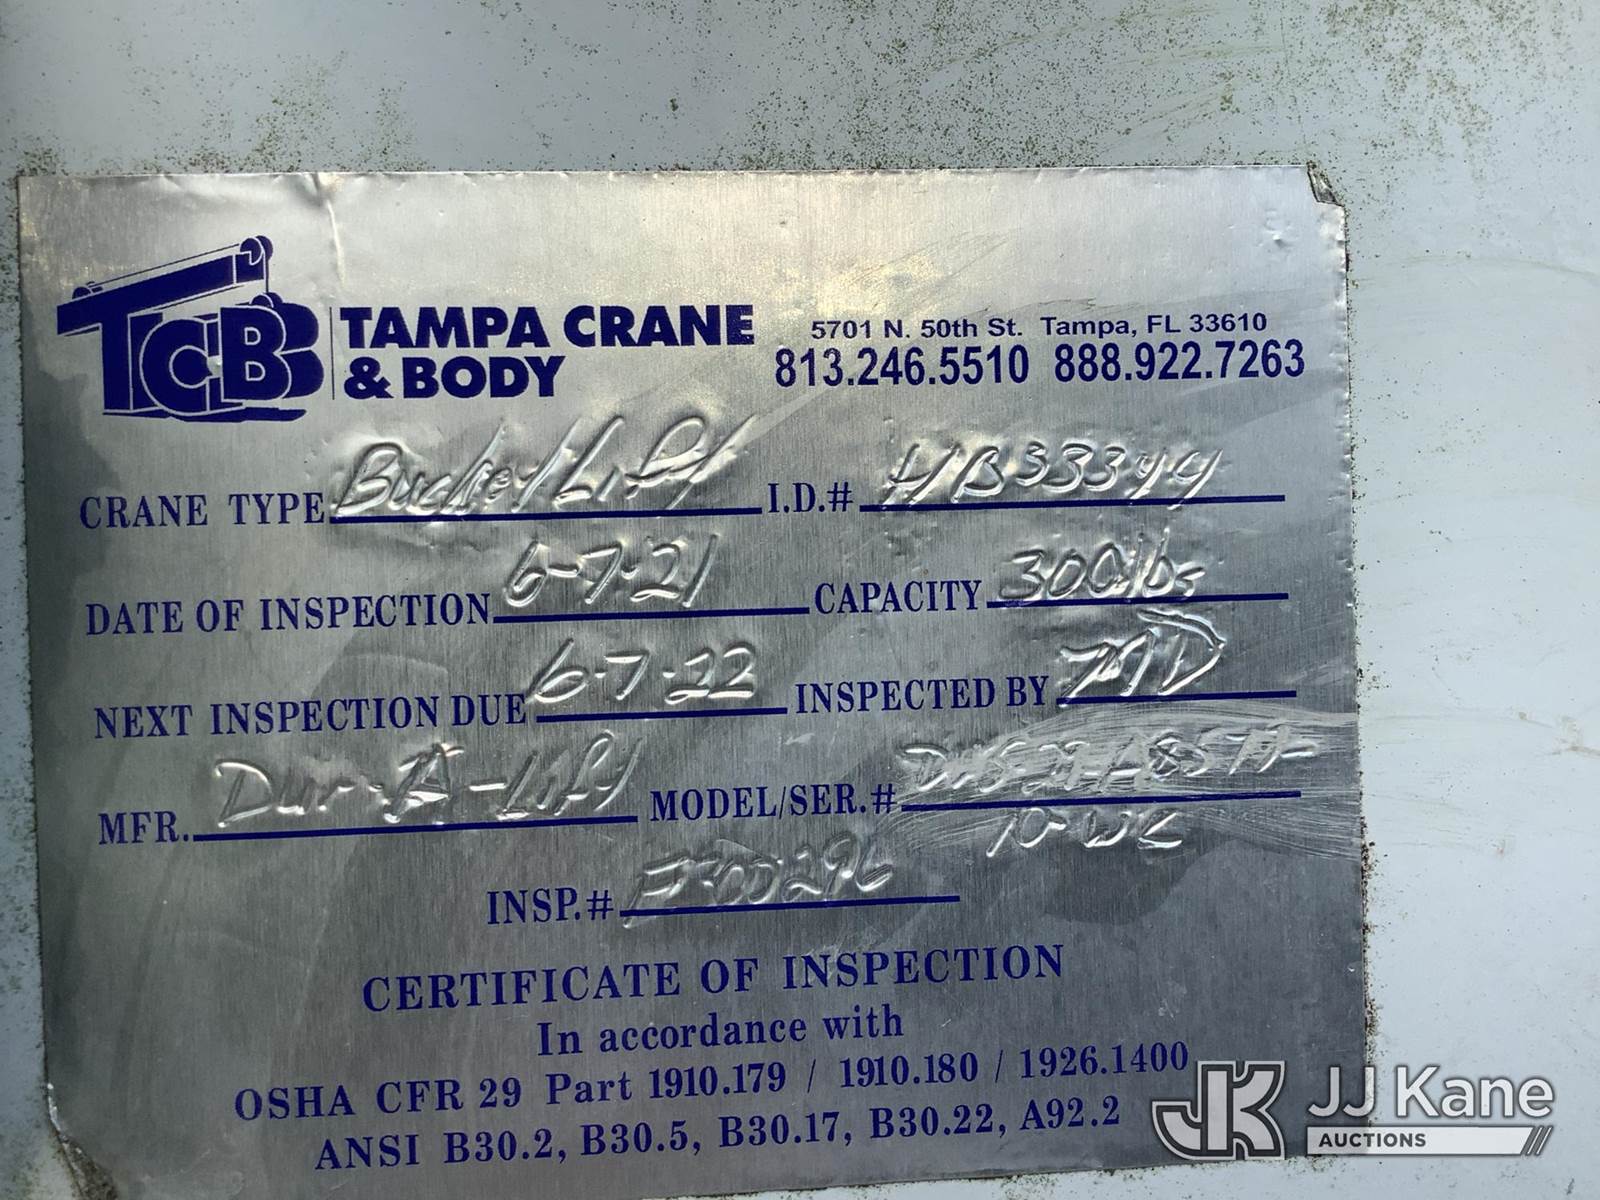 TCB TAMPA CRANE & BODY
5701 N. 50th St. Tampa, FL 33610
813.246.5510 888.922.7263
CRANE TYPE Bucket Lift I.D.# HB33344
DATE OF INSPECTION 6-7-21 CAPACITY 300lbs
NEXT INSPECTION DUE 6-7-22 INSPECTED BY
MFR. Dur-A-Lift MODEL/SER.#
INSP.#
CERTIFICATE OF INSPECTION
In accordance with
OSHA CFR 29 Part 1910.179 / 1910.180 / 1926.1400
ANSI B30.2, B30.5, B30.17, B30.22, A92.2
JK JJ Kane
AUCTIONS